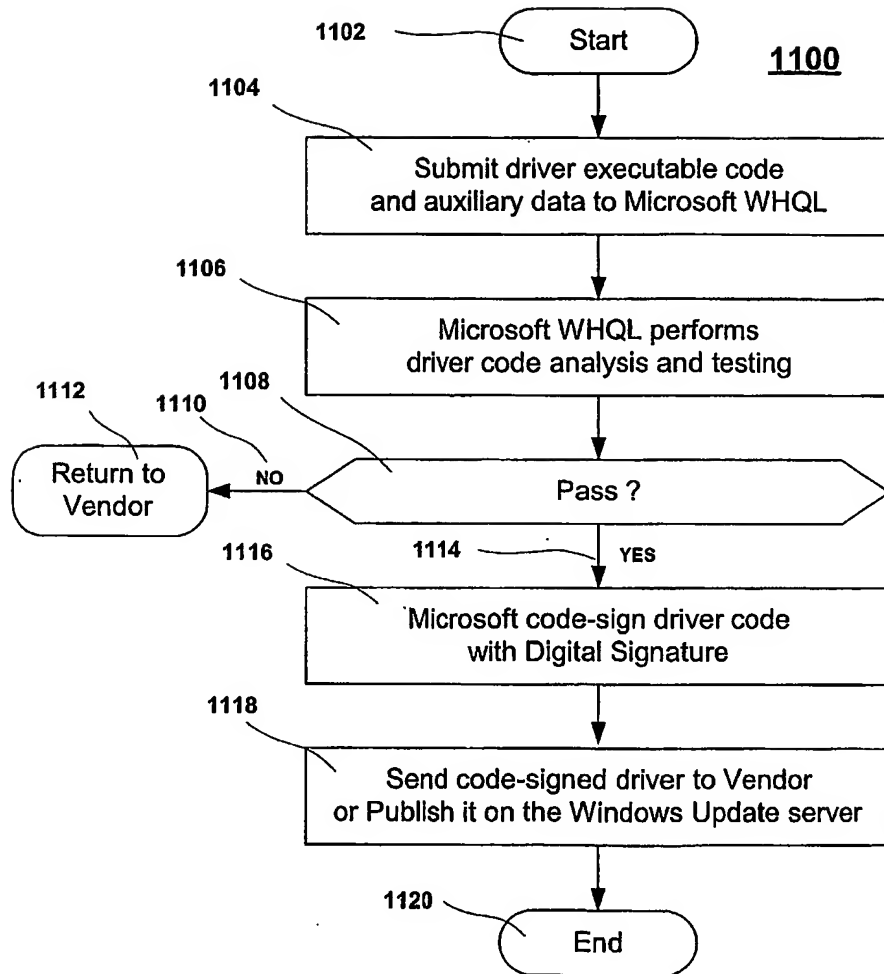 1102
Start
1100
1104
Submit driver executable code
and auxiliary data to Microsoft WHQL
1106
Microsoft WHQL performs
driver code analysis and testing
1108
1112
1110
Return to
Vendor
NO
Pass ?
1114
YES
1116
Microsoft code-sign driver code
with Digital Signature
1118
Send code-signed driver to Vendor
or Publish it on the Windows Update server
1120
End